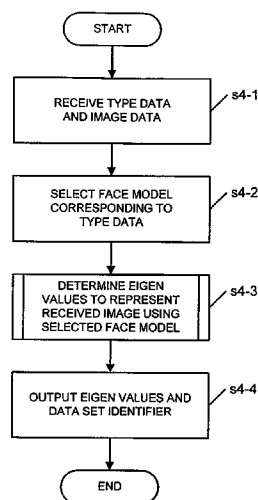 START
RECEIVE TYPE DATA
AND IMAGE DATA
s4-1
SELECT FACE MODEL
CORRESPONDING TO
TYPE DATA
s4-2
DETERMINE EIGEN
VALUES TO REPRESENT
RECEIVED IMAGE USING
SELECTED FACE MODEL
s4-3
OUTPUT EIGEN VALUES AND
DATA SET IDENTIFIER
s4-4
END